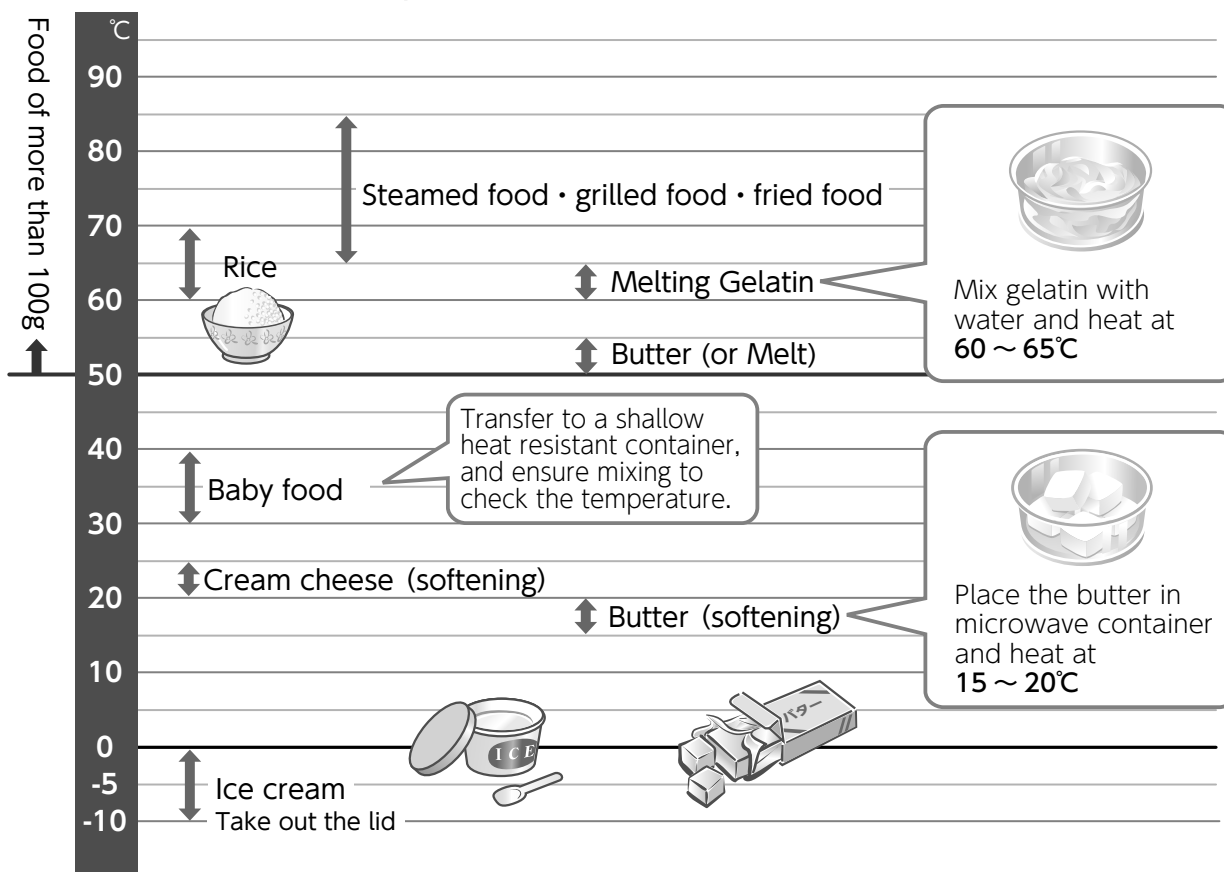 Food of more than 100g
℃
90
80
70
60
50
40
30
20
10
0
-5
-10
Steamed food・grilled food・fried food
Rice
Melting Gelatin
Mix gelatin with
water and heat at
60 ～ 65℃
Butter (or Melt)
Transfer to a shallow
heat resistant container,
and ensure mixing to
check the temperature.
Baby food
Cream cheese (softening)
Butter (softening)
Place the butter in
microwave container
and heat at
15 ～ 20℃
バター
ICE
Ice cream
Take out the lid